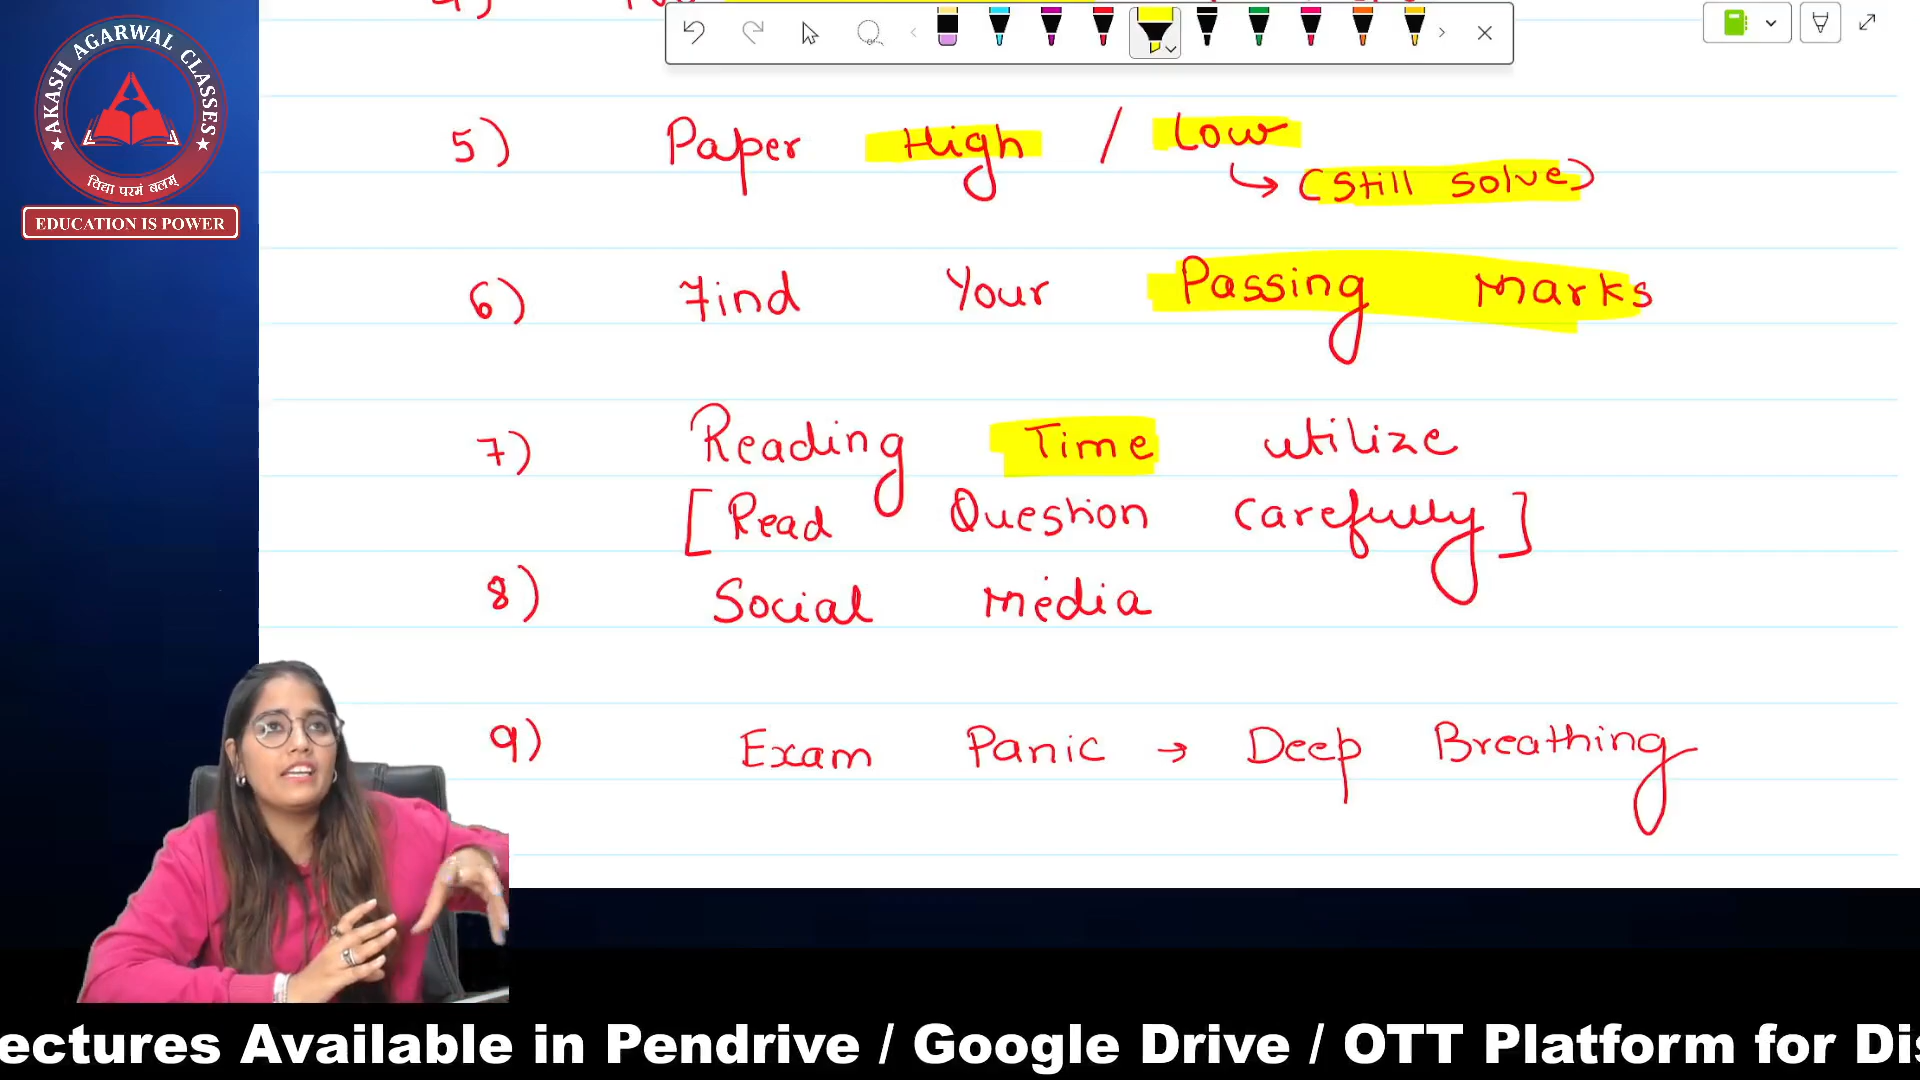 AKASH AGARWAL CLASSES
विद्या परमं बलम्
EDUCATION IS POWER
5) Paper High / Low
→ (Still Solve)
6) Find Your Passing Marks
7) Reading Time utilize
[Read Question Carefully]
8) Social media
9) Exam Panic → Deep Breathing
ectures Available in Pendrive / Google Drive / OTT Platform for Dis